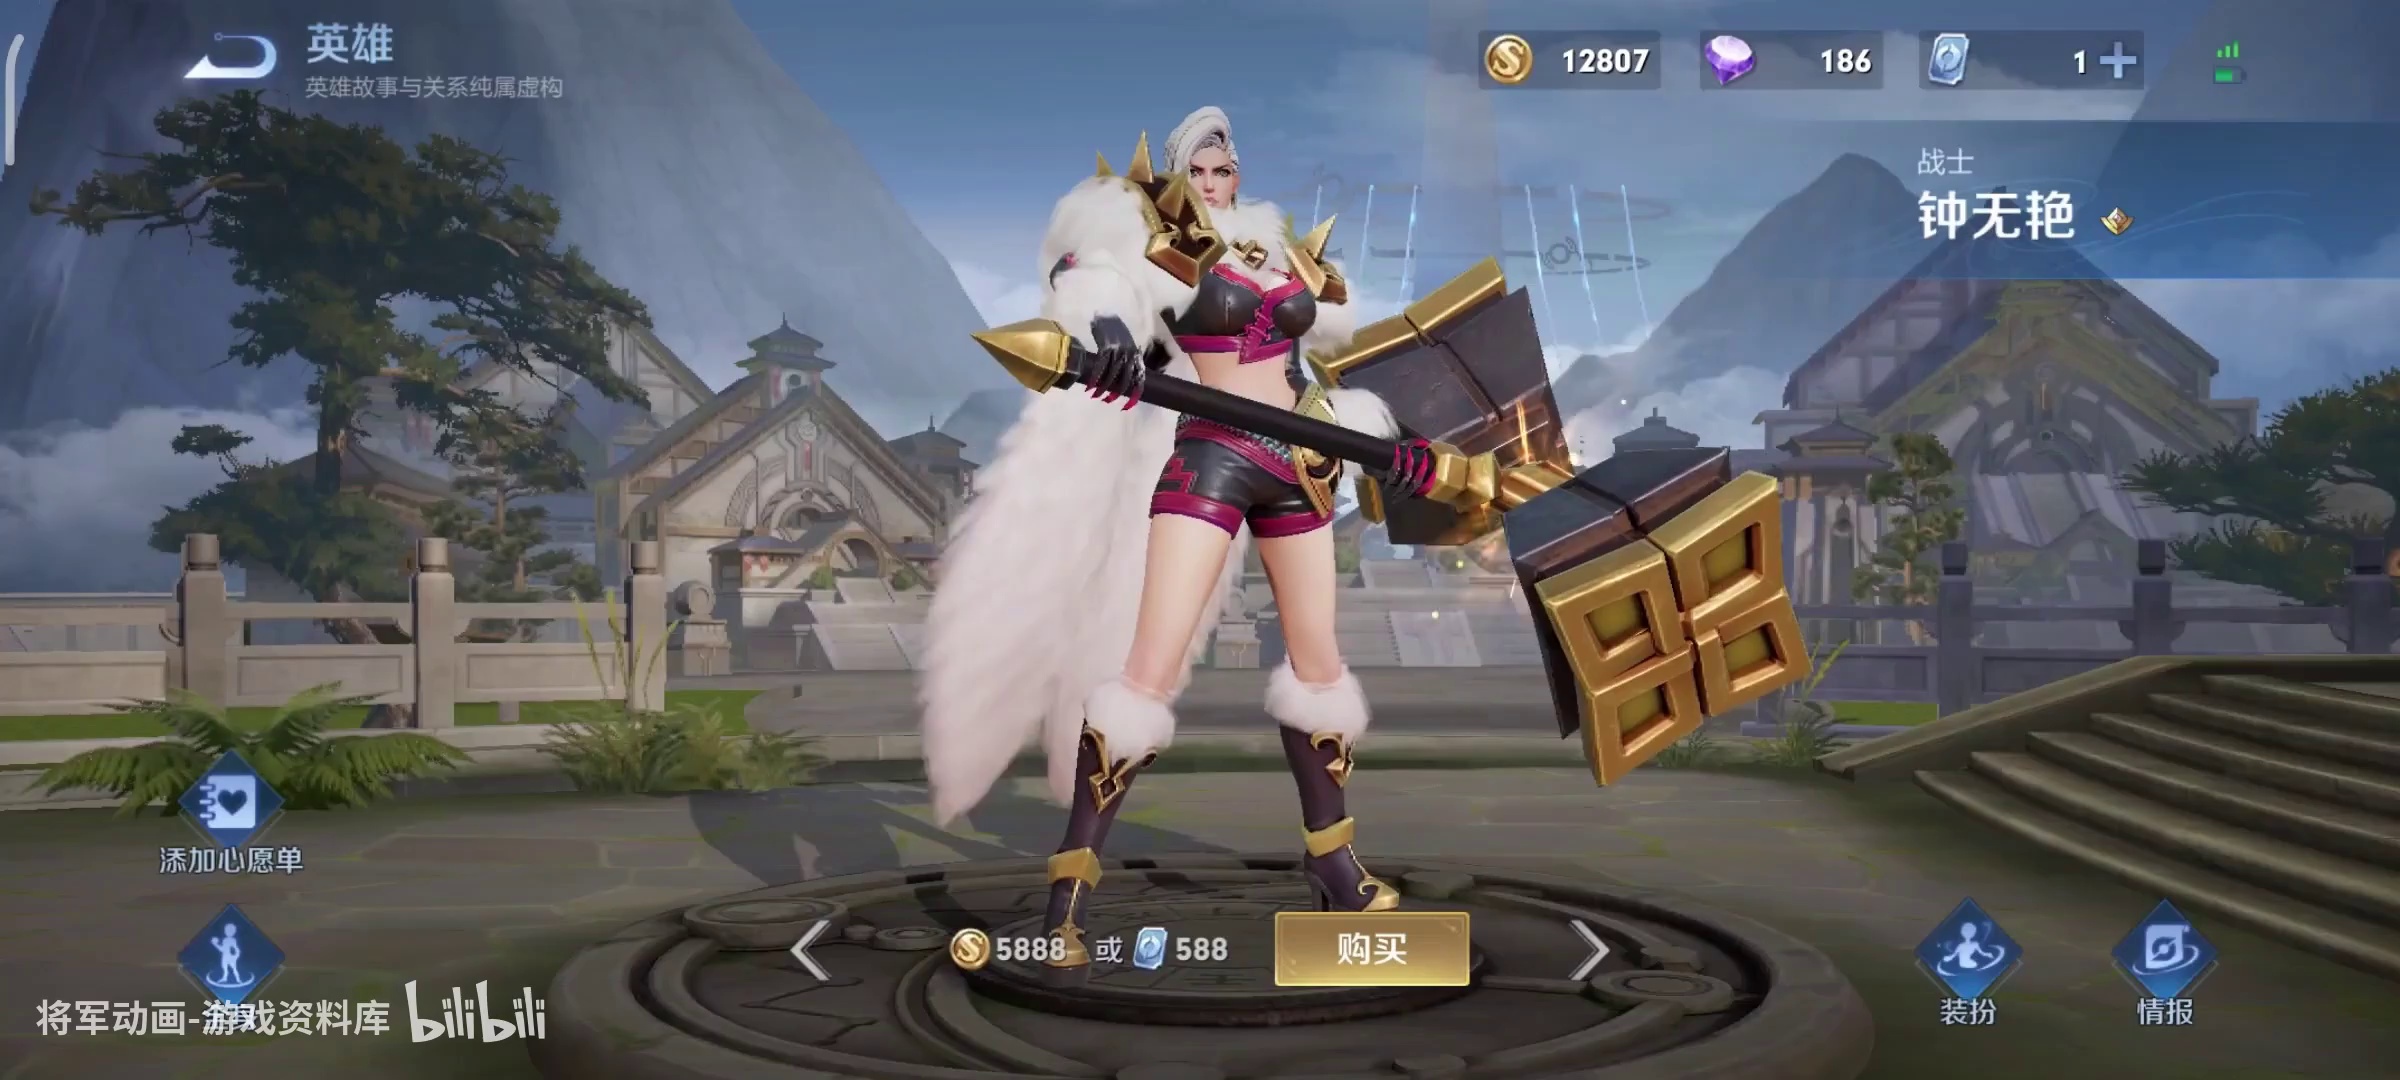 英雄
英雄故事与关系纯属虚构
12807
186
1
战士
钟无艳
添加心愿单
5888 或 588
购买
装扮
情报
将军动画-游戏资料库 bilibili